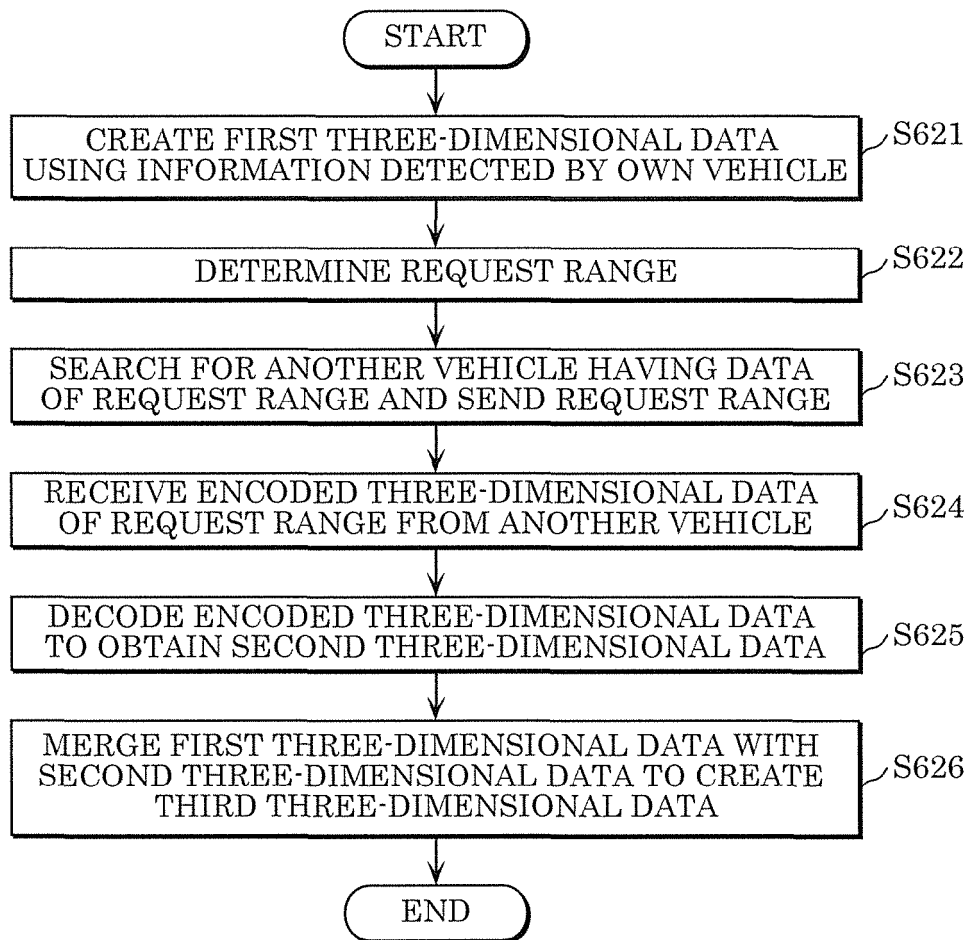 START
CREATE FIRST THREE-DIMENSIONAL DATA
USING INFORMATION DETECTED BY OWN VEHICLE
S621
DETERMINE REQUEST RANGE
S622
SEARCH FOR ANOTHER VEHICLE HAVING DATA
OF REQUEST RANGE AND SEND REQUEST RANGE
S623
RECEIVE ENCODED THREE-DIMENSIONAL DATA
OF REQUEST RANGE FROM ANOTHER VEHICLE
S624
DECODE ENCODED THREE-DIMENSIONAL DATA
TO OBTAIN SECOND THREE-DIMENSIONAL DATA
S625
MERGE FIRST THREE-DIMENSIONAL DATA WITH
SECOND THREE-DIMENSIONAL DATA TO CREATE
THIRD THREE-DIMENSIONAL DATA
S626
END